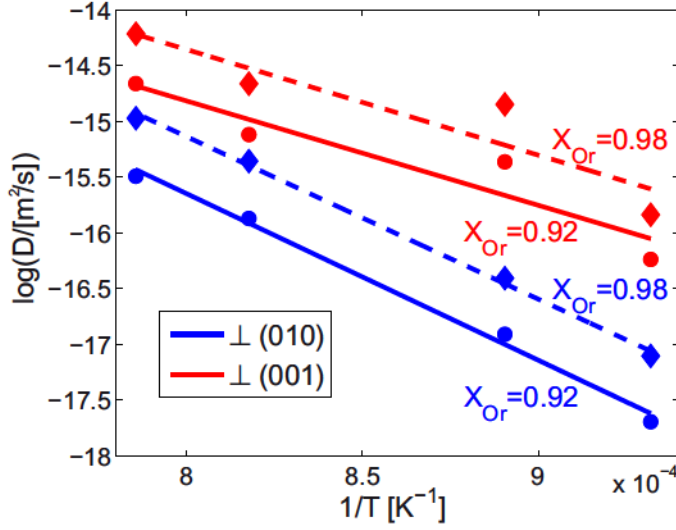 −14
−14.5
−15
−15.5
−16
−16.5
−17
−17.5
−18
log(D/[m²/s])
X_Or=0.98
X_Or=0.92
X_Or=0.98
X_Or=0.92
⊥ (010)
⊥ (001)
8 8.5 9
x 10⁻⁴
1/T [K⁻¹]